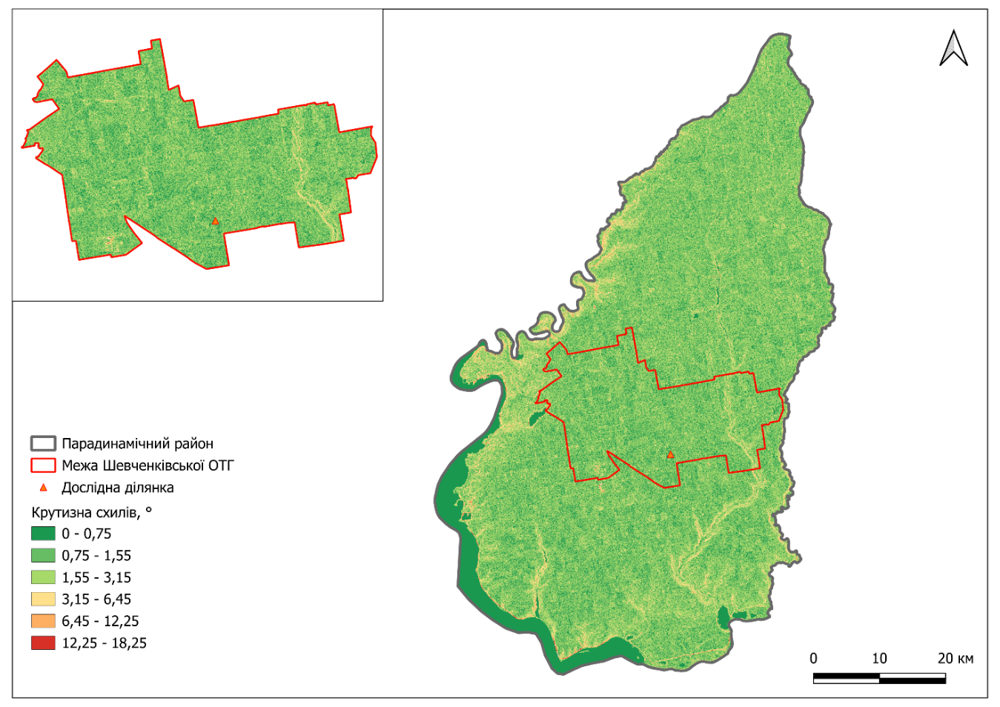 Парадинамічний район
Межа Шевченківської ОТГ
Дослідна ділянка
Крутизна схилів, °
0 - 0,75
0,75 - 1,55
1,55 - 3,15
3,15 - 6,45
6,45 - 12,25
12,25 - 18,25
0 10 20 км